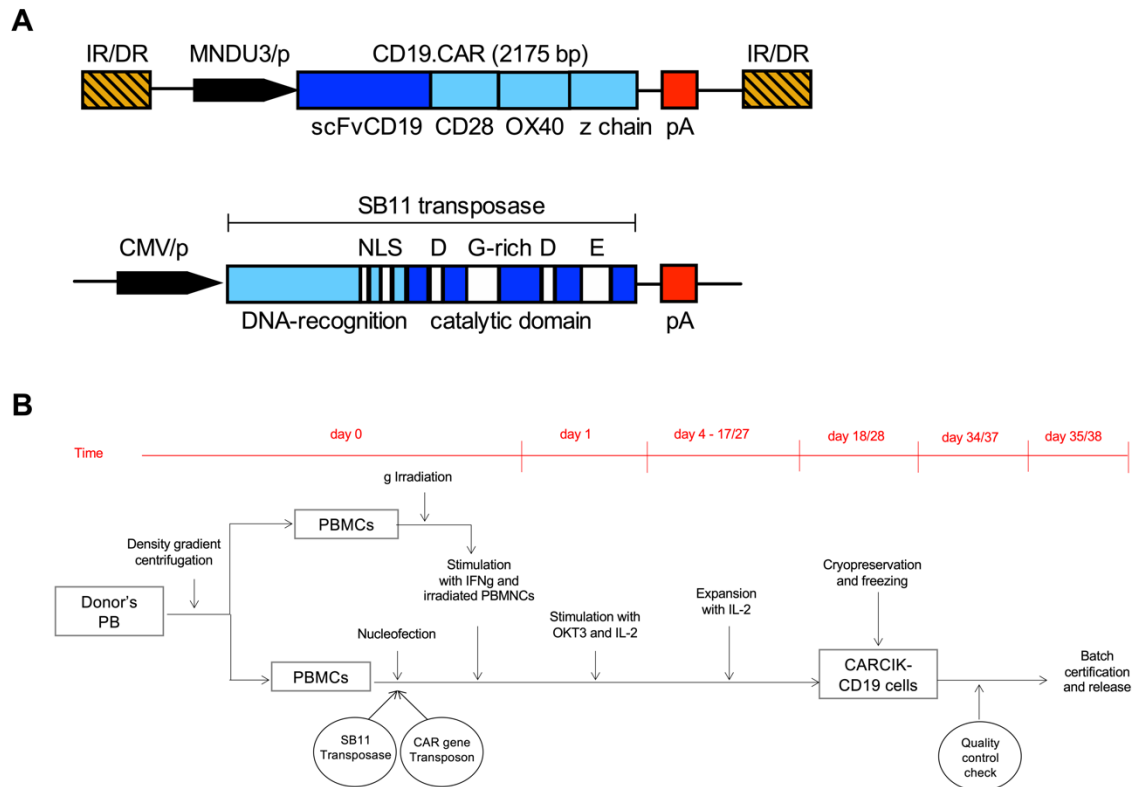 A
IR/DR MNDU3/p CD19.CAR (2175 bp) IR/DR
scFvCD19 CD28 OX40 z chain pA
SB11 transposase
CMV/p NLS D G-rich D E
DNA-recognition catalytic domain pA
B
Time day 0 day 1 day 4 - 17/27 day 18/28 day 34/37 day 35/38
g Irradiation
PBMCs
Density gradient
centrifugation
Stimulation
with IFNg and
irradiated PBMNCs
Cryopreservation
and freezing
Donor's
PB
Expansion
with IL-2
Stimulation with
OKT3 and IL-2
Nucleofection
PBMCs
CARCIK-
CD19 cells
Batch
certification
and release
SB11
Transposase
CAR gene
Transposon
Quality
control
check